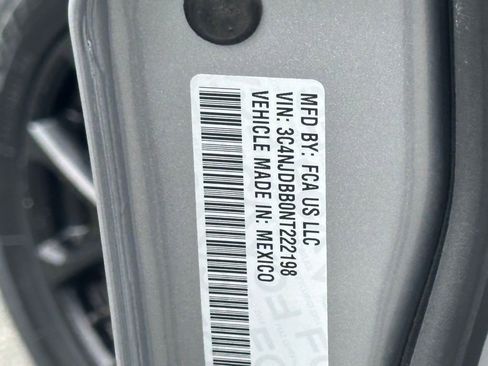 MFD BY: FCA US LLC
VIN: 3C4NJDBB0NT222198
VEHICLE MADE IN: MEXICO